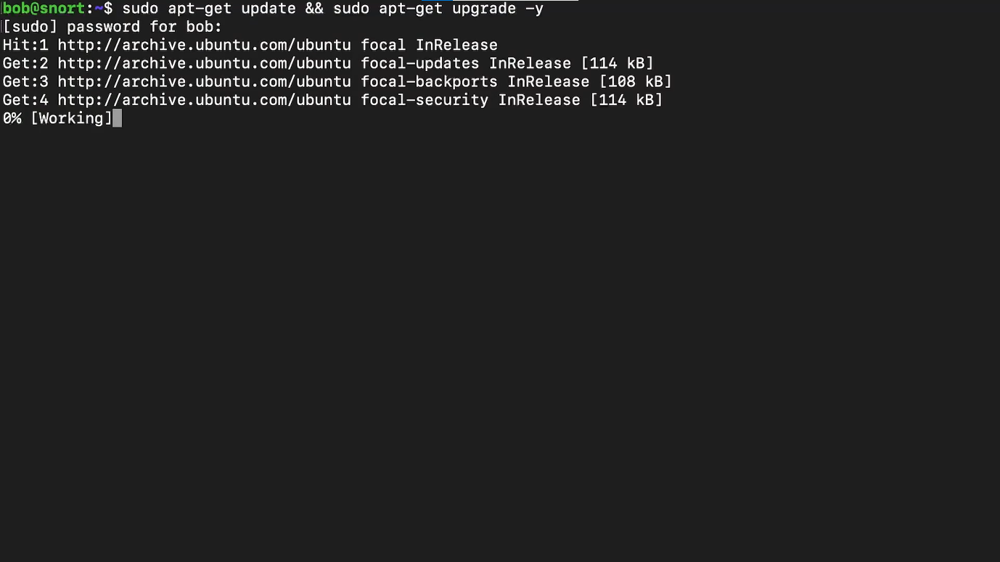 bob@snort:~$ sudo apt-get update && sudo apt-get upgrade -y
[sudo] password for bob:
Hit:1 http://archive.ubuntu.com/ubuntu focal InRelease
Get:2 http://archive.ubuntu.com/ubuntu focal-updates InRelease [114 kB]
Get:3 http://archive.ubuntu.com/ubuntu focal-backports InRelease [108 kB]
Get:4 http://archive.ubuntu.com/ubuntu focal-security InRelease [114 kB]
0% [Working]